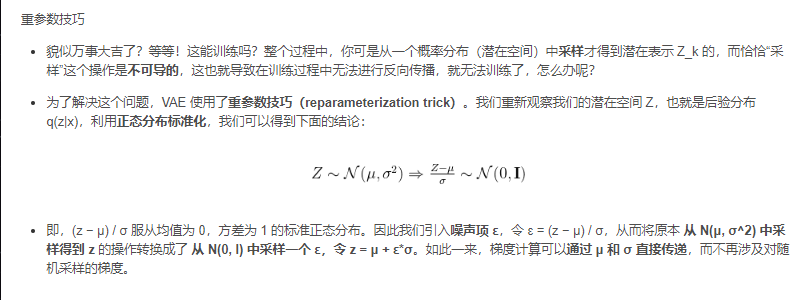 重参数技巧
貌似万事大吉了？等等！这能训练吗？整个过程中，你可是从一个概率分布（潜在空间）中采样才得到潜在表示 Z_k 的，而恰恰“采
样”这个操作是不可导的，这也就导致在训练过程中无法进行反向传播，就无法训练了，怎么办呢？
为了解决这个问题，VAE 使用了重参数技巧（reparameterization trick）。我们重新观察我们的潜在空间 Z，也就是后验分布
q(z|x)，利用正态分布标准化，我们可以得到下面的结论：
Z ∼ N(μ, σ²) ⇒ (Z−μ)/σ ∼ N(0, I)
即，(z − μ) / σ 服从均值为 0，方差为 1 的标准正态分布。因此我们引入噪声项 ε，令 ε = (z − μ) / σ，从而将原本 从 N(μ, σ^2) 中采
样得到 z 的操作转换成了 从 N(0, I) 中采样一个 ε，令 z = μ + ε*σ。如此一来，梯度计算可以通过 μ 和 σ 直接传递，而不再涉及对随
机采样的梯度。